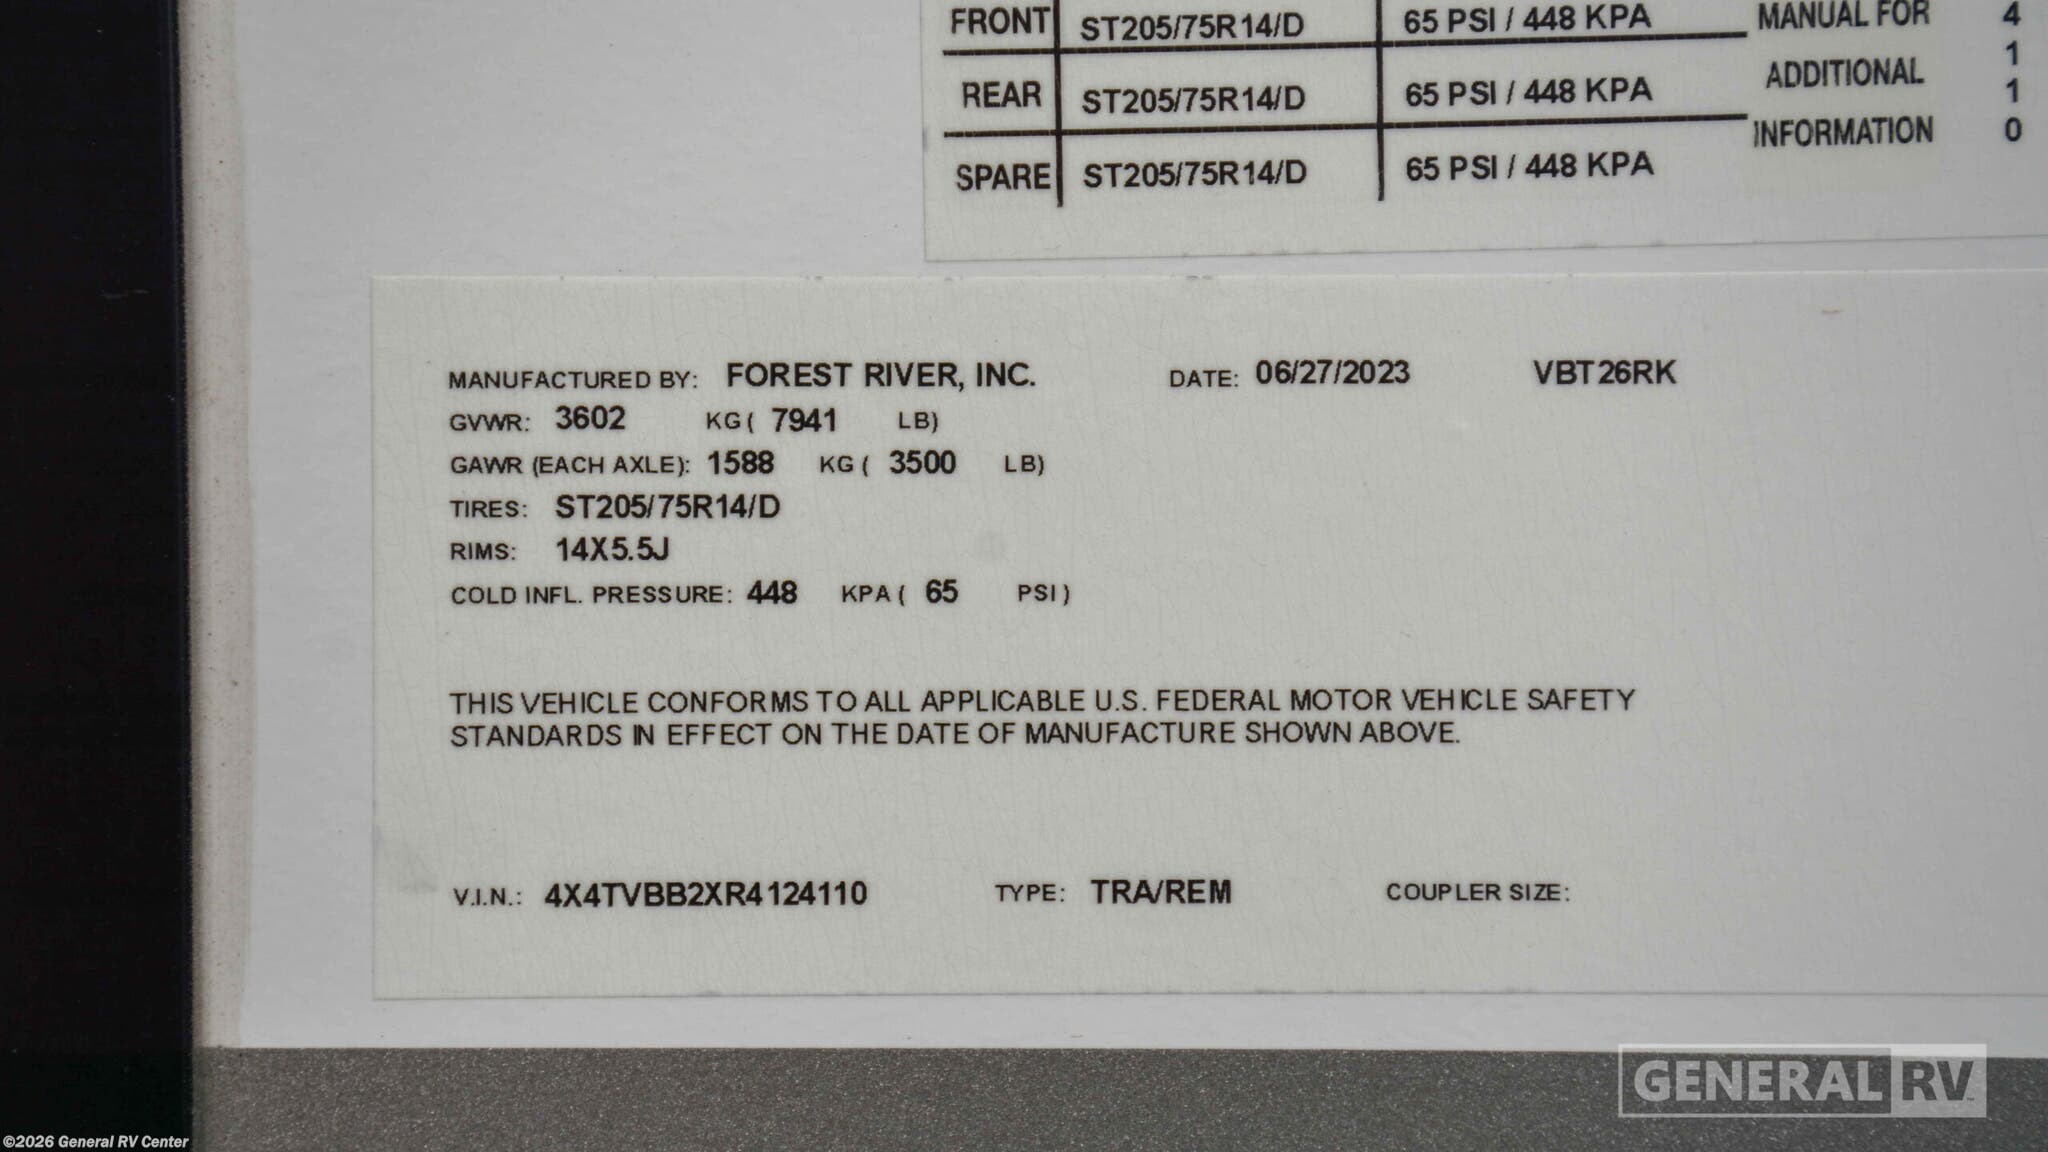 FRONT ST205/75R14/D 65 PSI / 448 KPA MANUAL FOR 4
1
ADDITIONAL
REAR ST205/75R14/D 65 PSI / 448 KPA 1
INFORMATION 0
SPARE ST205/75R14/D 65 PSI / 448 KPA
MANUFACTURED BY: FOREST RIVER, INC. DATE: 06/27/2023 VBT26RK
GVWR: 3602 KG ( 7941 LB)
GAWR (EACH AXLE): 1588 KG ( 3500 LB)
TIRES: ST205/75R14/D
RIMS: 14X5.5J
COLD INFL. PRESSURE: 448 KPA ( 65 PSI )
THIS VEHICLE CONFORMS TO ALL APPLICABLE U.S. FEDERAL MOTOR VEHICLE SAFETY
STANDARDS IN EFFECT ON THE DATE OF MANUFACTURE SHOWN ABOVE.
V.I.N.: 4X4TVBB2XR4124110 TYPE: TRA/REM COUPLER SIZE:
GENERAL RV
©2026 General RV Center